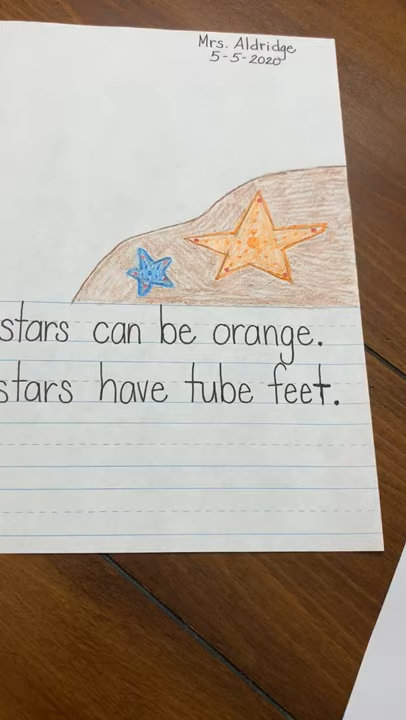 Mrs. Aldridge
5-5-2020
stars can be orange.
stars have tube feet.